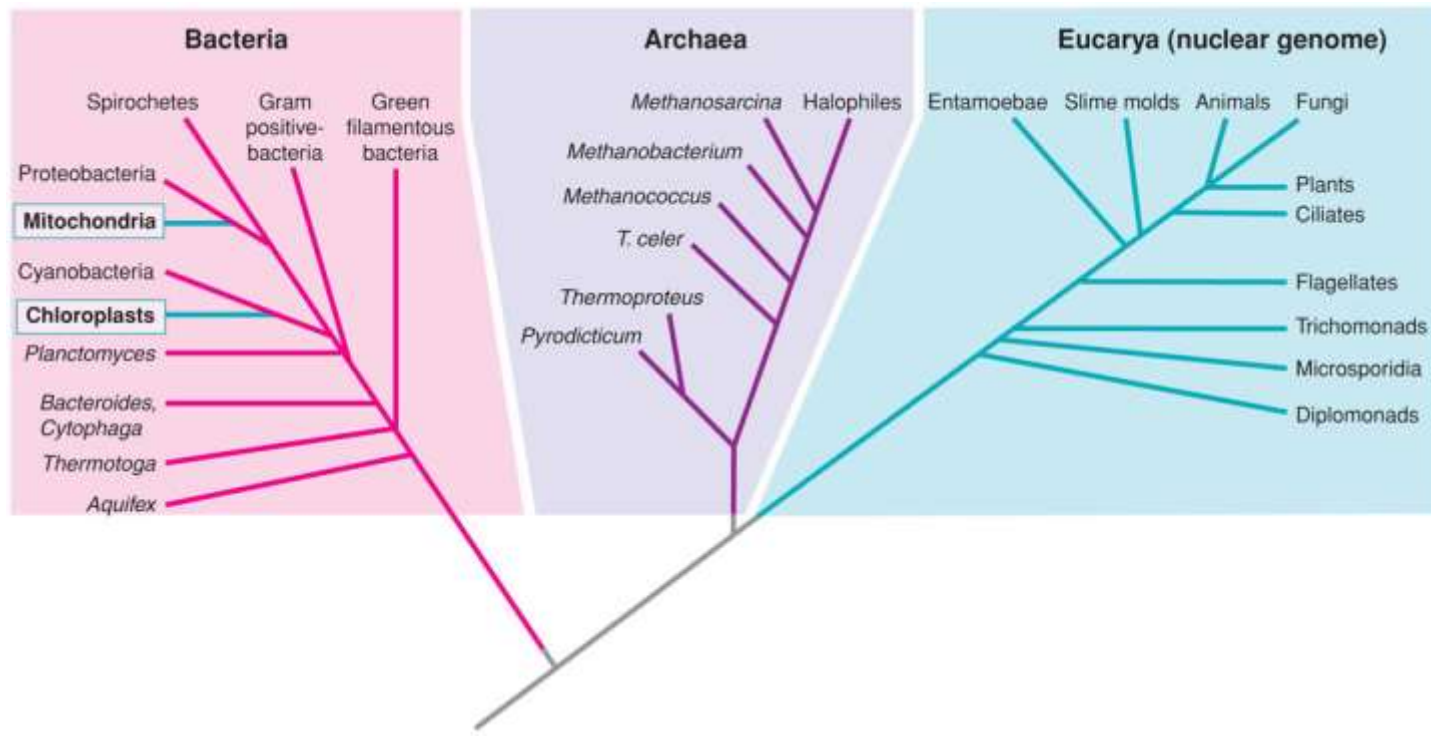 Bacteria
Archaea
Eucarya (nuclear genome)
Spirochetes
Gram
positive-
bacteria
Green
filamentous
bacteria
Proteobacteria
Mitochondria
Cyanobacteria
Chloroplasts
Planctomyces
Bacteroides,
Cytophaga
Thermotoga
Aquifex
Methanosarcina
Halophiles
Methanobacterium
Methanococcus
T. celer
Thermoproteus
Pyrodicticum
Entamoebae
Slime molds
Animals
Fungi
Plants
Ciliates
Flagellates
Trichomonads
Microsporidia
Diplomonads